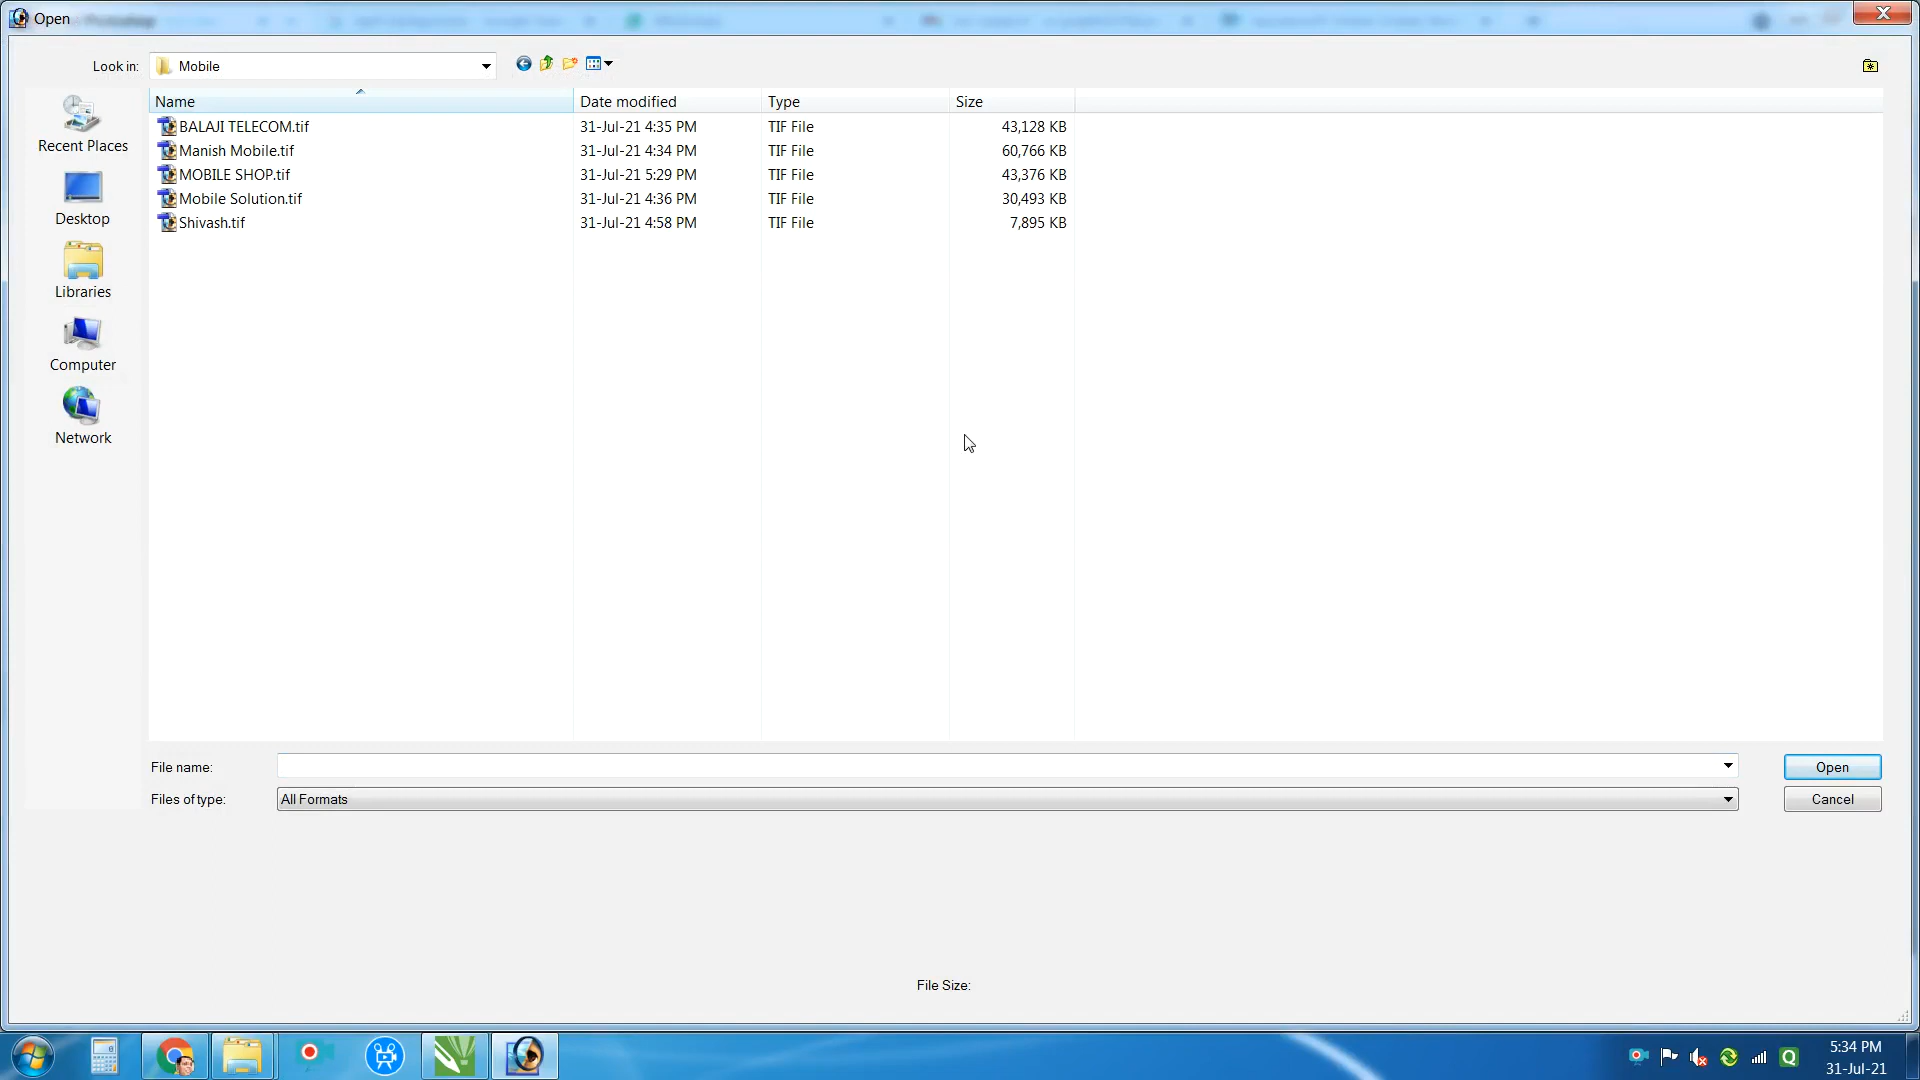 Open
Look in: Mobile
Name Date modified Type Size
BALAJI TELECOM.tif 31-Jul-21 4:35 PM TIF File 43,128 KB
Manish Mobile.tif 31-Jul-21 4:34 PM TIF File 60,766 KB
MOBILE SHOP.tif 31-Jul-21 5:29 PM TIF File 43,376 KB
Mobile Solution.tif 31-Jul-21 4:36 PM TIF File 30,493 KB
Shivash.tif 31-Jul-21 4:58 PM TIF File 7,895 KB
Recent Places
Desktop
Libraries
Computer
Network
File name: Open
Files of type: All Formats Cancel
File Size:
5:34 PM
31-Jul-21